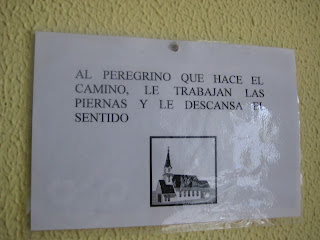 AL PEREGRINO QUE HACE EL
CAMINO, LE TRABAJAN LAS
PIERNAS Y LE DESCANSA EL
SENTIDO